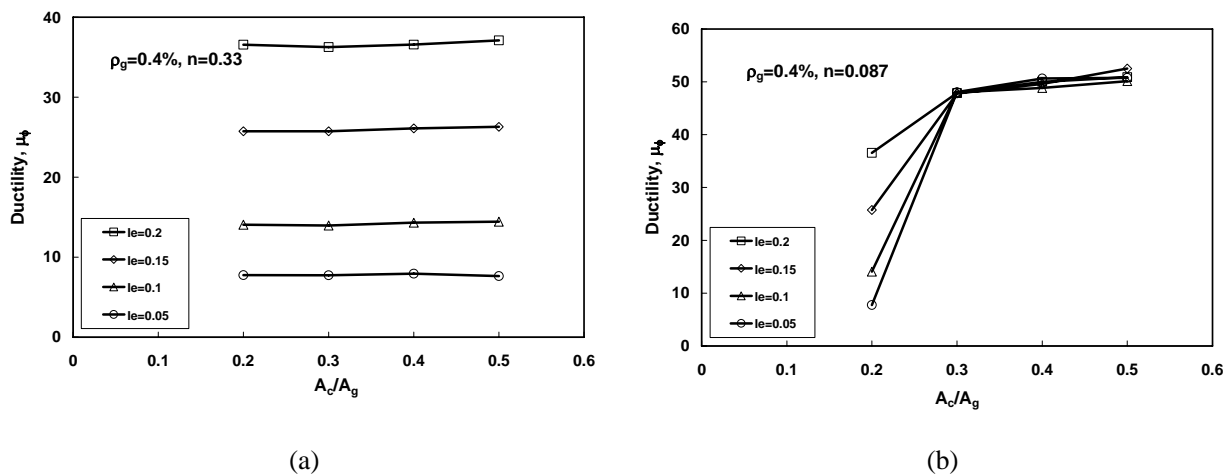 40
30
20
10
0
Ductility, μϕ
ρg=0.4%, n=0.33
le=0.2
le=0.15
le=0.1
le=0.05
0 0.1 0.2 0.3 0.4 0.5 0.6
Ac/Ag
(a)
60
50
40
30
20
10
0
Ductility, μϕ
ρg=0.4%, n=0.087
le=0.2
le=0.15
le=0.1
le=0.05
0 0.1 0.2 0.3 0.4 0.5 0.6
Ac/Ag
(b)